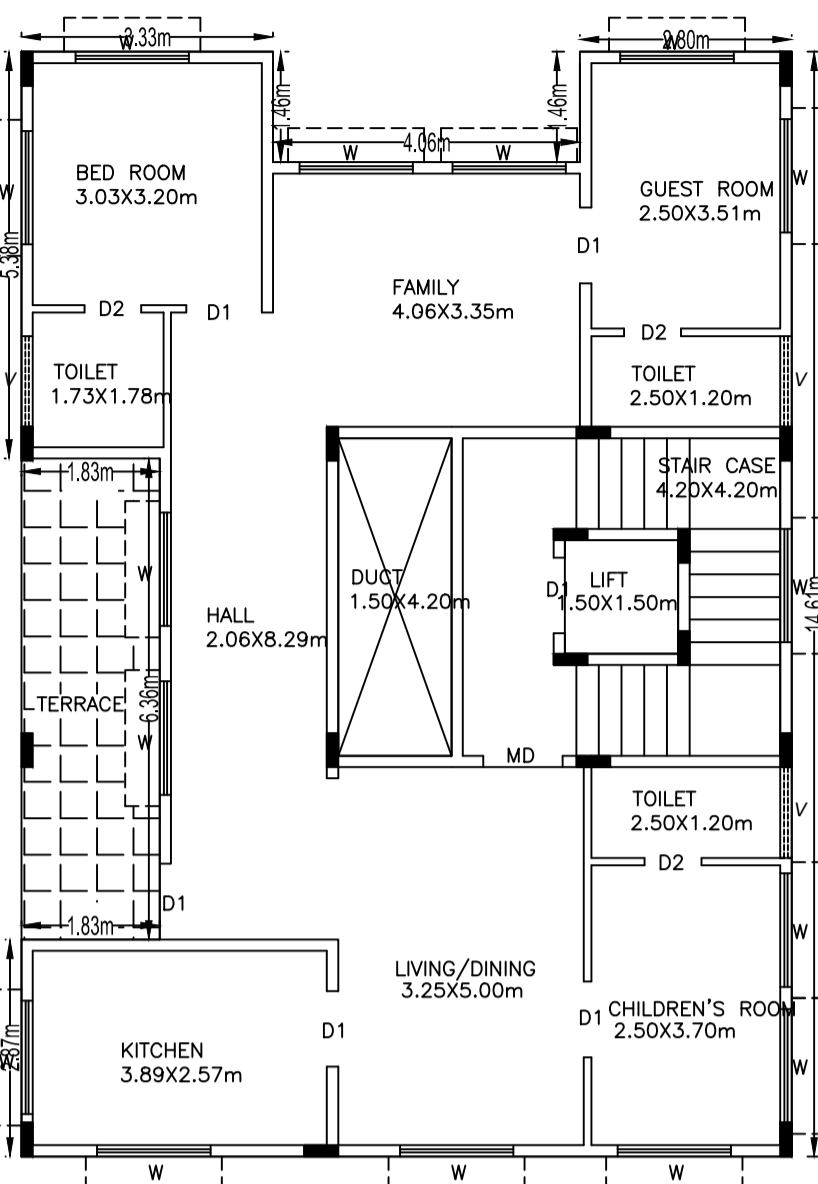 3.33m
W
2.80m
W
1.46m
1.46m
4.06m
W
W
BED ROOM
3.03X3.20m
GUEST ROOM
2.50X3.51m
W
W
5.38m
D1
FAMILY
4.06X3.35m
D2
D1
D2
TOILET
1.73X1.78m
TOILET
2.50X1.20m
V
V
1.83m
STAIR CASE
4.20X4.20m
W
DUCT
1.50X4.20m
D1
LIFT
1.50X1.50m
W
14.61m
HALL
2.06X8.29m
TERRACE
6.36m
W
MD
TOILET
2.50X1.20m
V
D2
D1
1.83m
W
LIVING/DINING
3.25X5.00m
D1
CHILDREN'S ROOM
2.50X3.70m
D1
KITCHEN
3.89X2.57m
2.87m
W
W
W
W
W